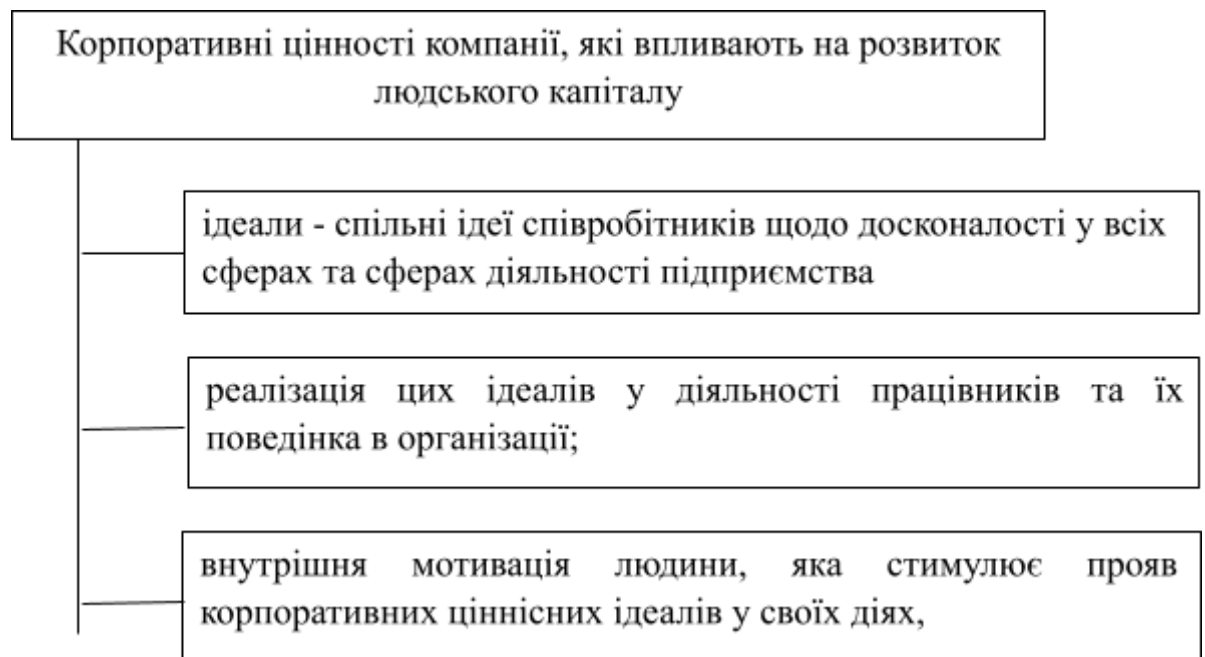 Корпоративні цінності компанії, які впливають на розвиток
людського капіталу
ідеали - спільні ідеї співробітників щодо досконалості у всіх
сферах та сферах діяльності підприємства
реалізація цих ідеалів у діяльності працівників та їх
поведінка в організації;
внутрішня мотивація людини, яка стимулює прояв
корпоративних ціннісних ідеалів у своїх діях,